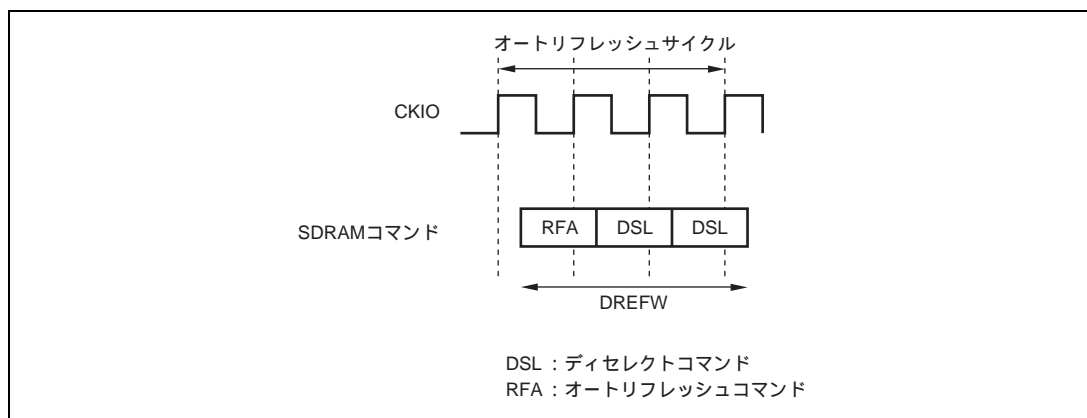 オートリフレッシュサイクル
CKIO
SDRAMコマンド
RFA DSL DSL
DREFW
DSL：ディセレクトコマンド
RFA：オートリフレッシュコマンド